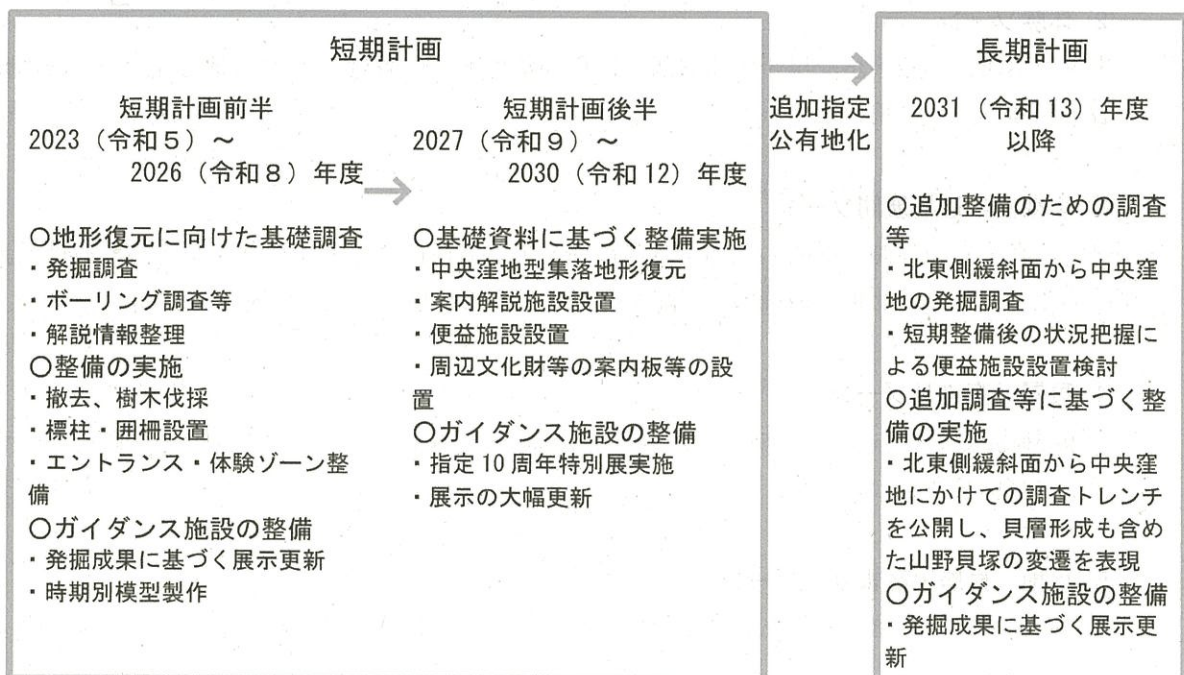 短期計画
短期計画前半
2023（令和５）～
2026（令和８）年度
○地形復元に向けた基礎調査
・発掘調査
・ボーリング調査等
・解説情報整理
○整備の実施
・撤去、樹木伐採
・標柱・囲柵設置
・エントランス・体験ゾーン整
備
○ガイダンス施設の整備
・発掘成果に基づく展示更新
・時期別模型製作
短期計画後半
2027（令和９）～
2030（令和 12）年度
○基礎資料に基づく整備実施
・中央窪地型集落地形復元
・案内解説施設設置
・便益施設設置
・周辺文化財等の案内板等の設
置
○ガイダンス施設の整備
・指定 10 周年特別展実施
・展示の大幅更新
追加指定
公有地化
長期計画
2031（令和 13）年度
以降
○追加整備のための調査
等
・北東側緩斜面から中央窪
地の発掘調査
・短期整備後の状況把握に
よる便益施設設置検討
○追加調査等に基づく整
備の実施
・北東側緩斜面から中央窪
地にかけての調査トレンチ
を公開し、貝層形成も含め
た山野貝塚の変遷を表現
○ガイダンス施設の整備
・発掘成果に基づく展示更
新